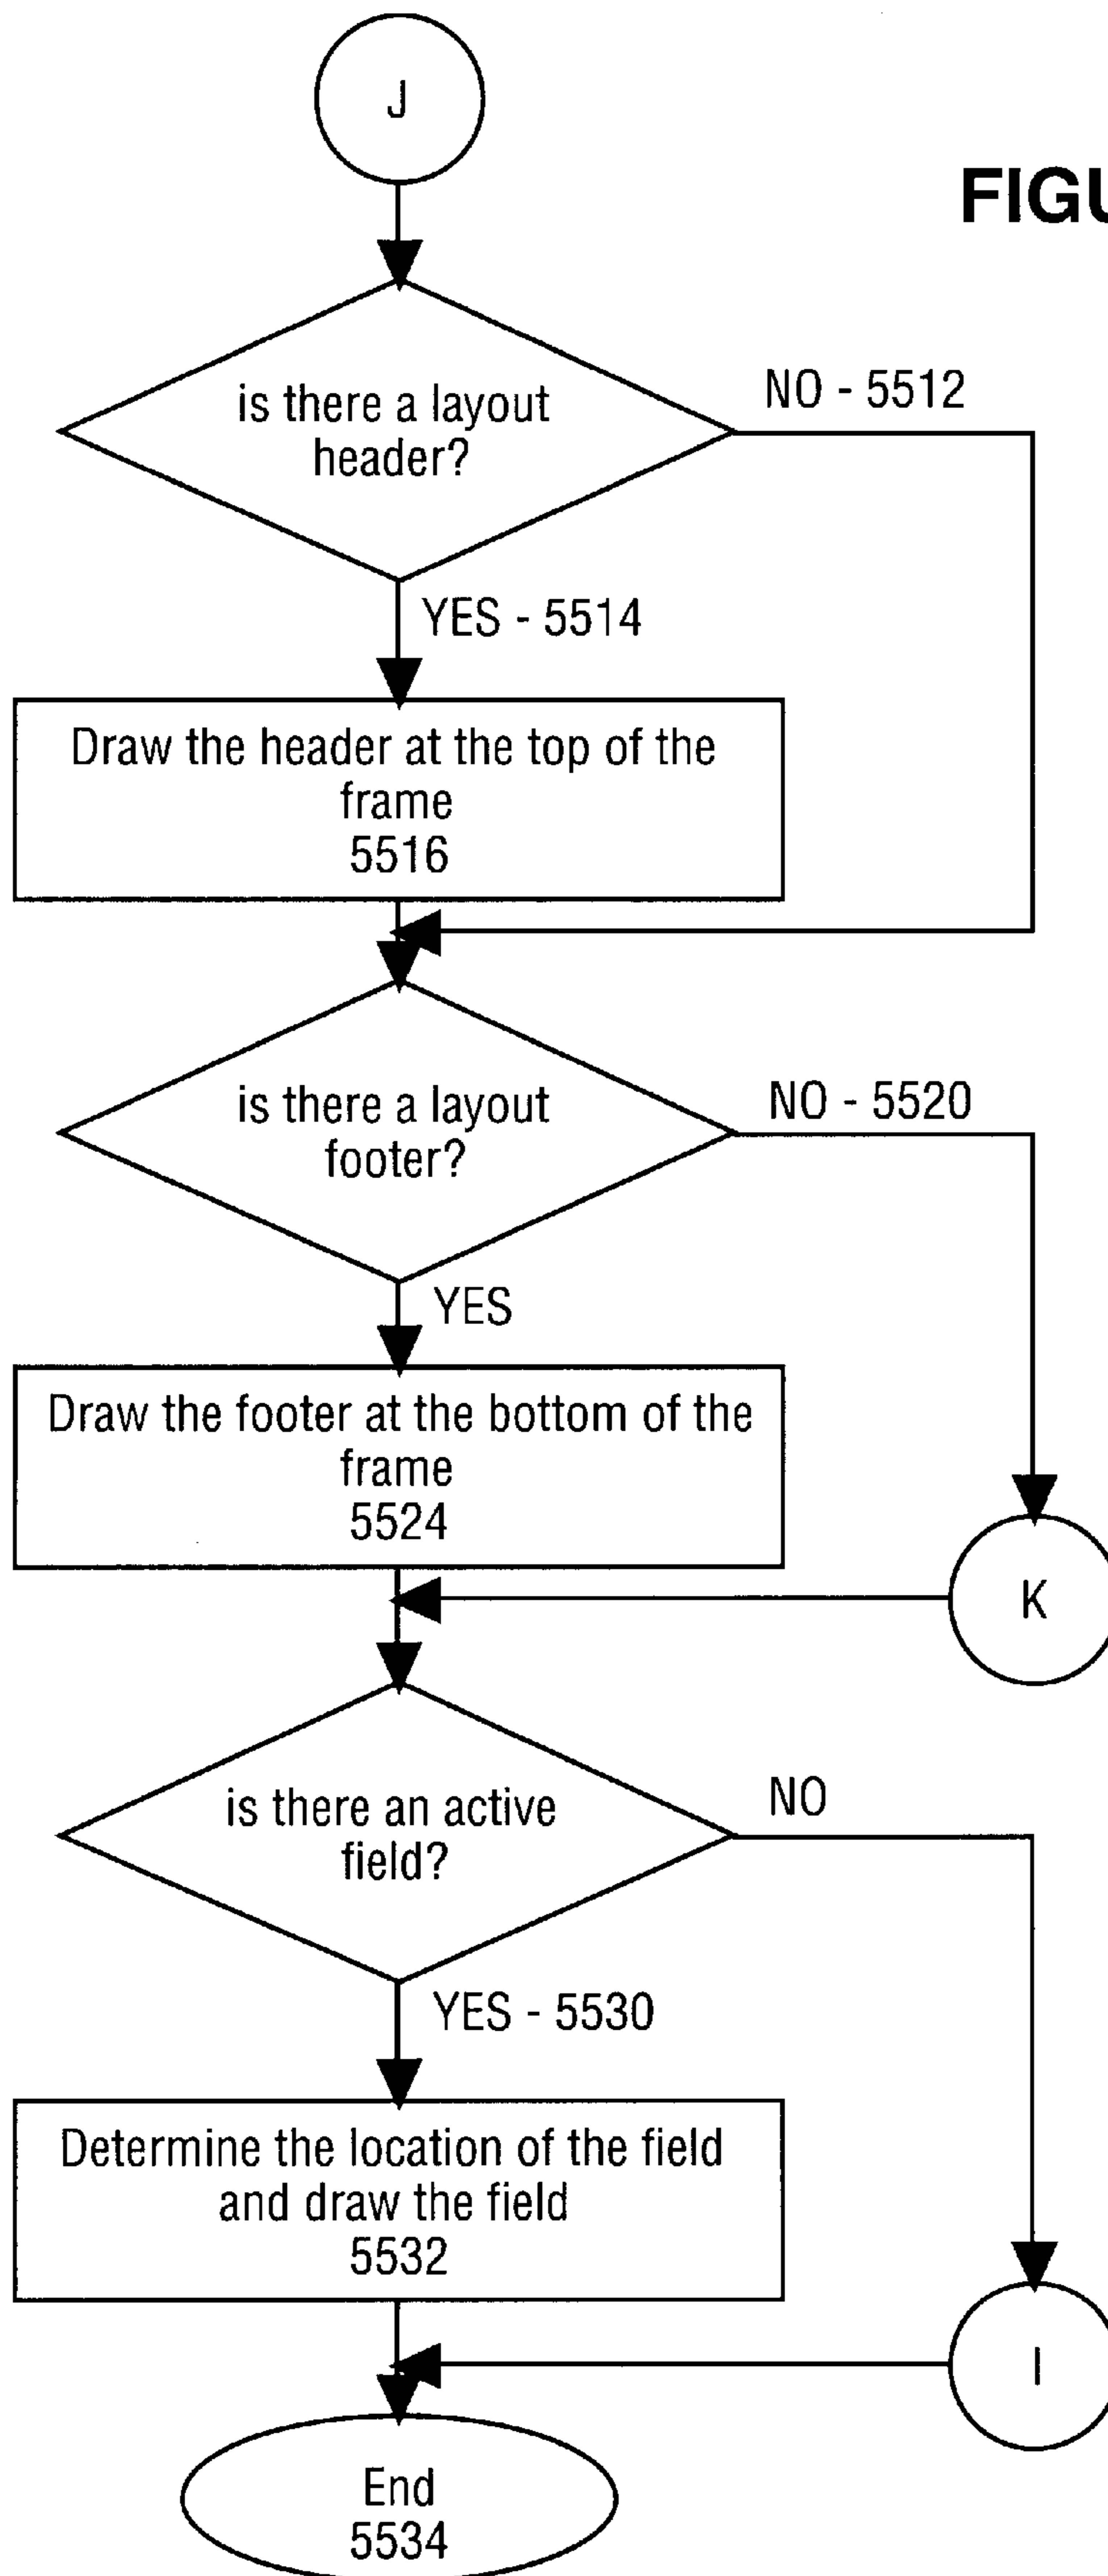 J
FIGU
is there a layout
header?
NO - 5512
YES - 5514
Draw the header at the top of the
frame
5516
is there a layout
footer?
NO - 5520
YES
Draw the footer at the bottom of the
frame
5524
K
is there an active
field?
NO
YES - 5530
Determine the location of the field
and draw the field
5532
I
End
5534